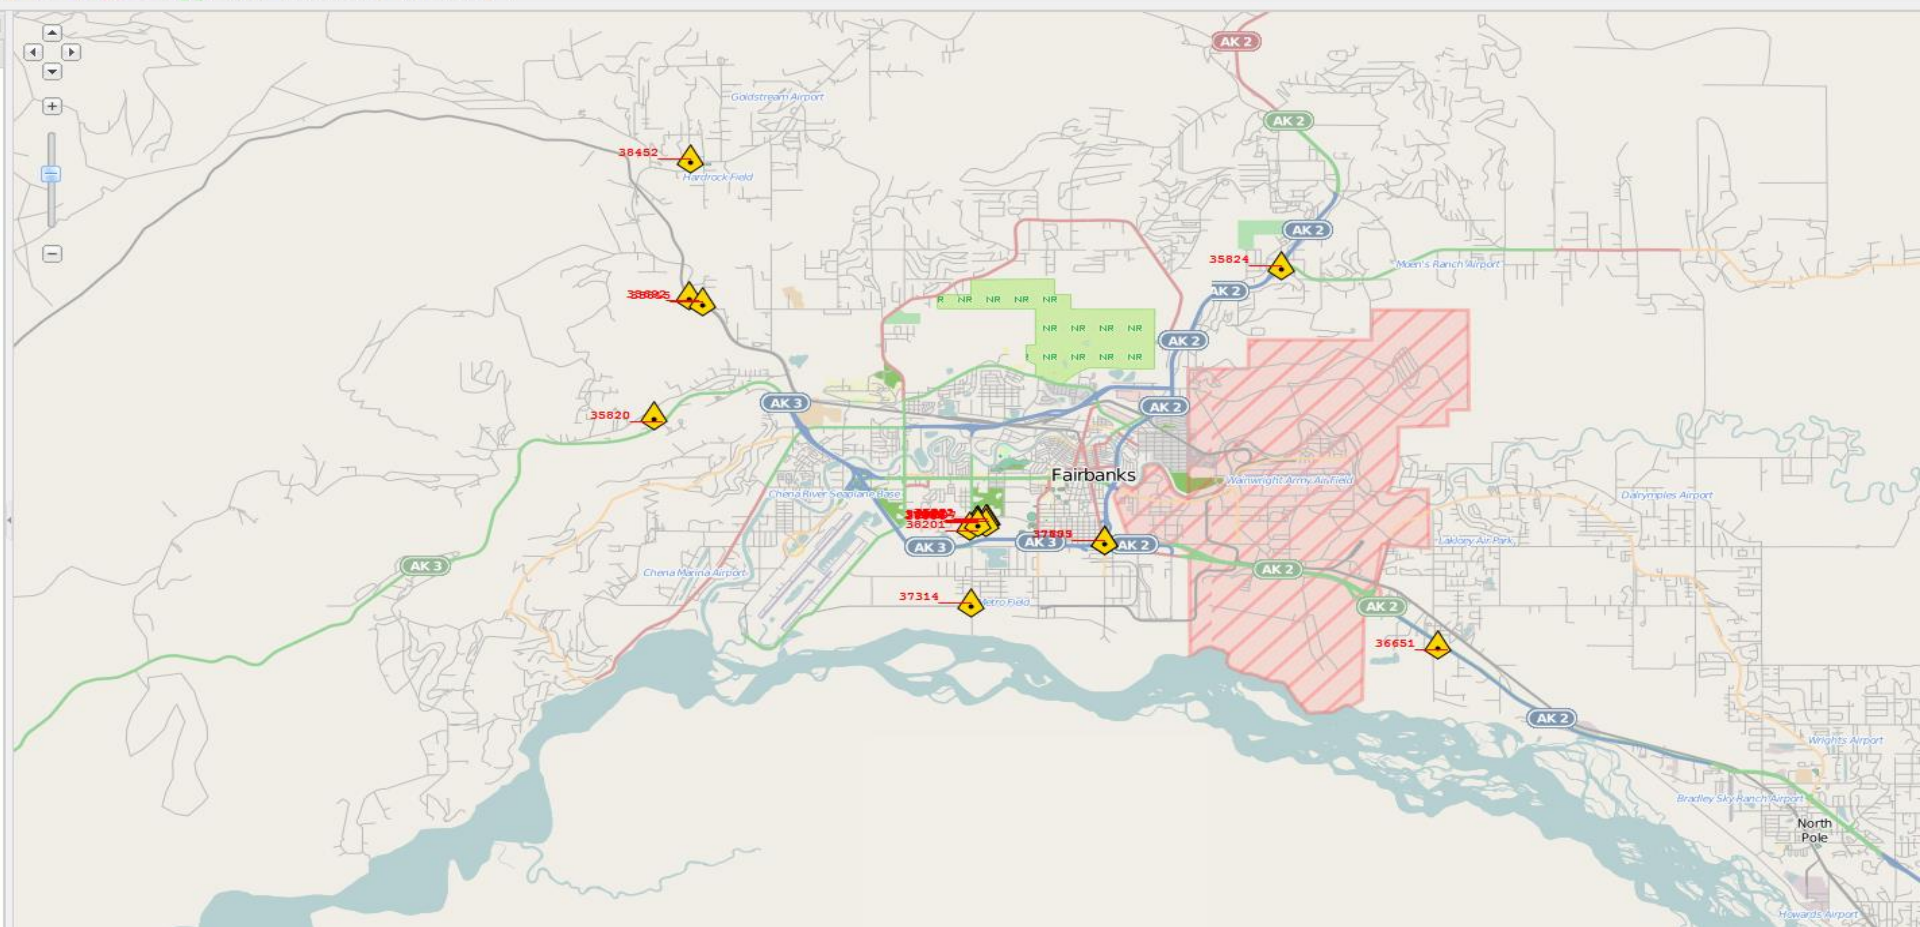 AK 2
Goldstream Airport
AK 2
38452
Hardrock Field
AK 2
35824
Moen's Ranch Airport
AK 2
R NR NR NR NR
NR NR NR NR
AK 2
NR NR NR NR
AK 3
AK 2
35820
Fairbanks
Wainwright Army Air Field
Chena River Seaplane Base
Dalrymples Airport
38201
AK 3
AK 3
AK 2
Lakloey Air Park
AK 3
Chena Marina Airport
AK 2
37314
Metro Field
AK 2
36651
AK 2
Wrights Airport
Bradley Sky Ranch Airport
North
Pole
Howards Airport